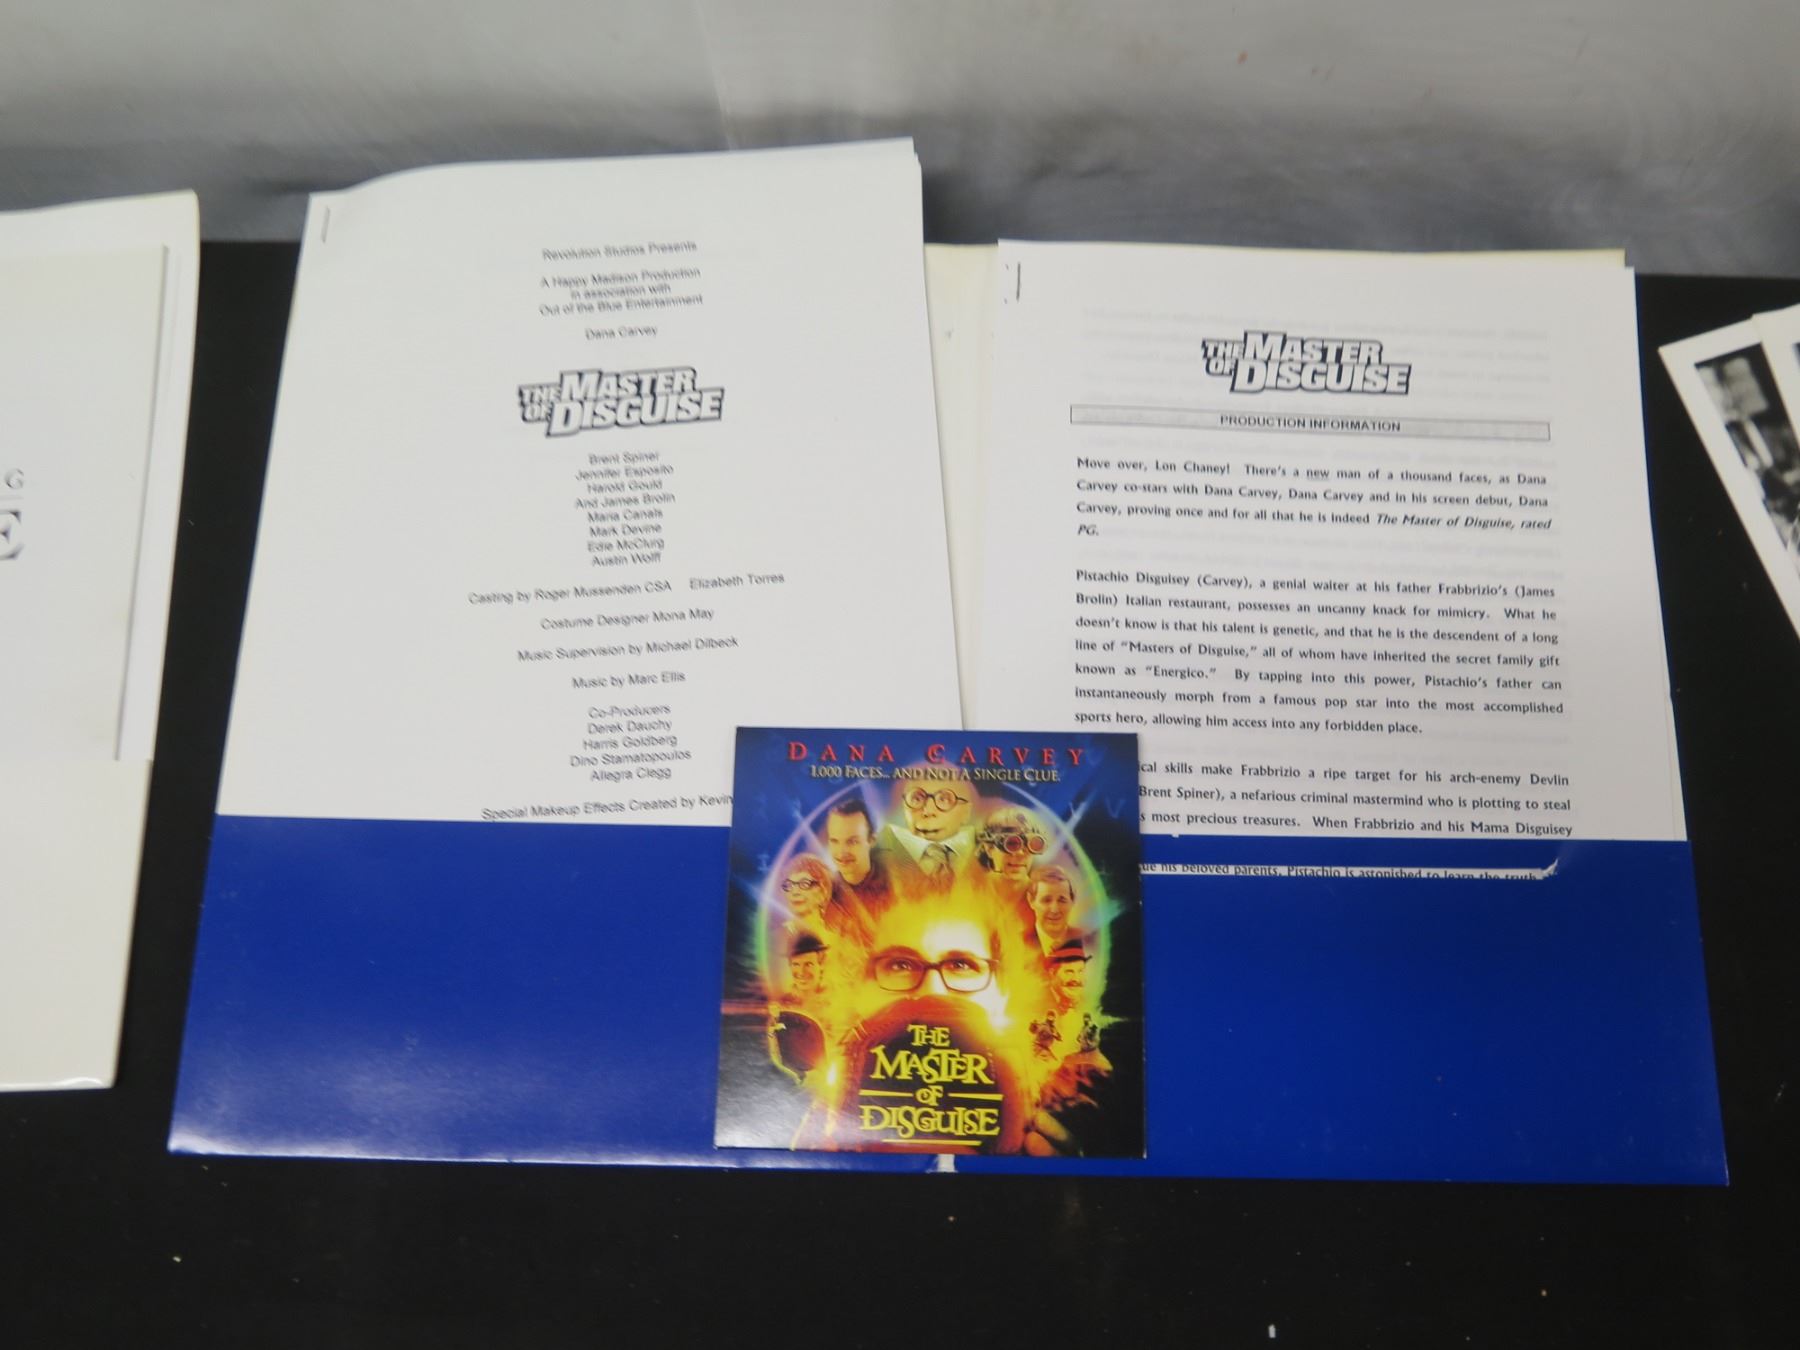 G
E
Revolution Studios Presents
A Happy Madison Production
in association with
Out of the Blue Entertainment
Dana Carvey
THE MASTER
OF DISGUISE
Brent Spiner
Jennifer Esposito
Harold Gould
And James Brolin
Maria Canals
Mark Devine
Edie McClurg
Austin Wolff
Casting by Roger Mussenden CSA Elizabeth Torres
Costume Designer Mona May
Music Supervision by Michael Dilbeck
Music by Marc Ellis
Co-Producers
Derek Dauchy
Harris Goldberg
Dino Stamatopoulos
Allegra Clegg
Special Makeup Effects Created by Kevin
THE MASTER
OF DISGUISE
PRODUCTION INFORMATION
Move over, Lon Chaney! There's a new man of a thousand faces, as Dana
Carvey co-stars with Dana Carvey, Dana Carvey and in his screen debut, Dana
Carvey, proving once and for all that he is indeed The Master of Disguise, rated
PG.
Pistachio Disguisey (Carvey), a genial waiter at his father Frabbrizio's (James
Brolin) Italian restaurant, possesses an uncanny knack for mimicry. What he
doesn't know is that his talent is genetic, and that he is the descendent of a long
line of "Masters of Disguise," all of whom have inherited the secret family gift
known as "Energico." By tapping into this power, Pistachio's father can
instantaneously morph from a famous pop star into the most accomplished
sports hero, allowing him access into any forbidden place.
ical skills make Frabbrizio a ripe target for his arch-enemy Devlin
Brent Spiner), a nefarious criminal mastermind who is plotting to steal
s most precious treasures. When Frabbrizio and his Mama Disguisey
ue his beloved parents, Pistachio is astonished to learn the truth
DANA CARVEY
1,000 FACES... AND NOT A SINGLE CLUE.
THE
MASTER
OF
DISGUISE